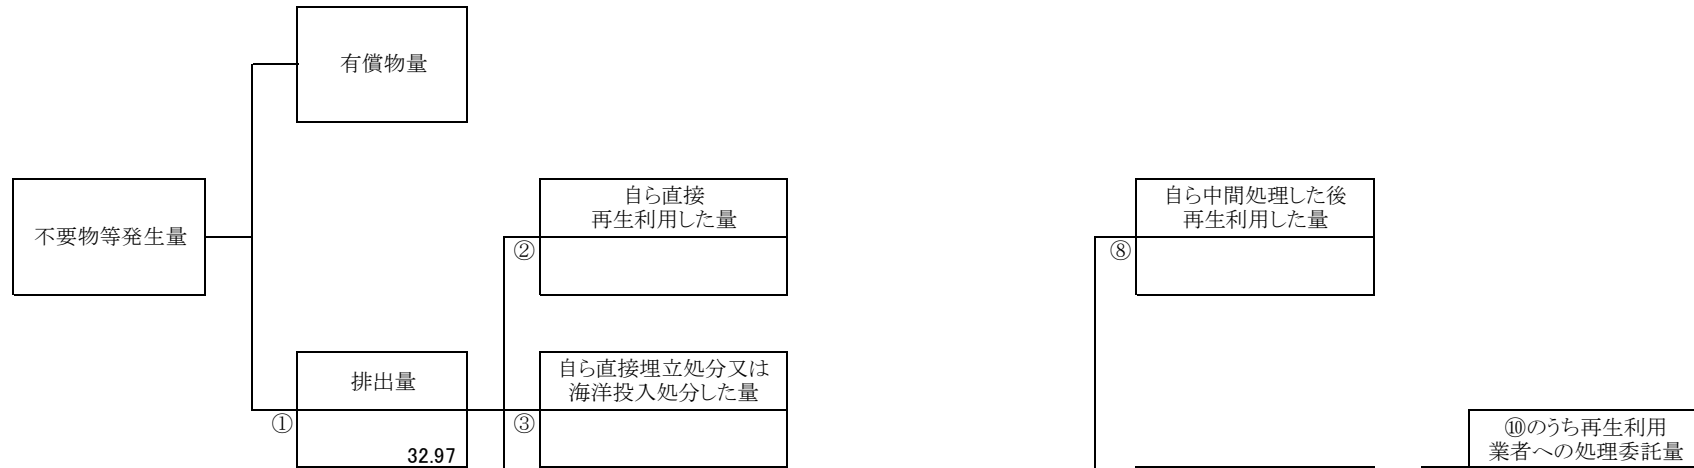 有償物量
自ら直接
再生利用した量
自ら中間処理した後
再生利用した量
不要物等発生量
②
⑧
排出量
自ら直接埋立処分又は
海洋投入処分した量
①
③
32.97
⑩のうち再生利用
業者への処理委託量